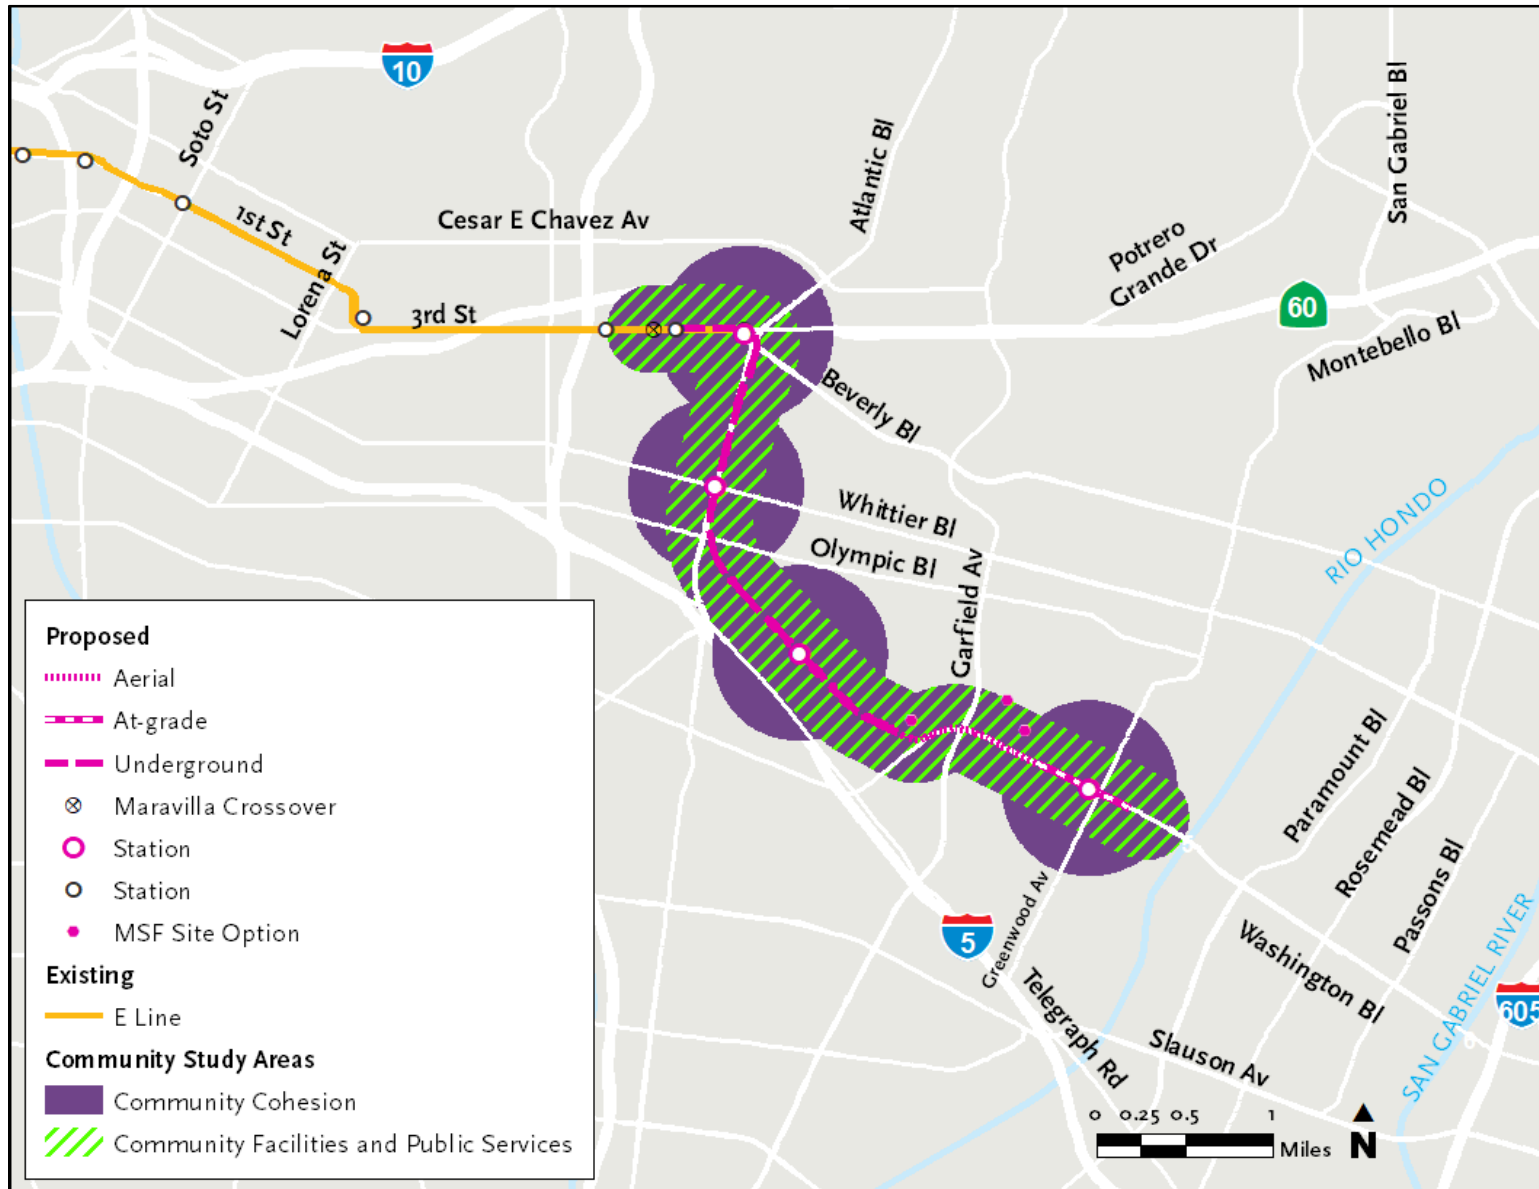 10
Soto St
San Gabriel Bl
Atlantic Bl
1st St
Cesar E Chavez Av
Potrero
Grande Dr
Lorena St
3rd St
60
Montebello Bl
Beverly Bl
Whittier Bl
RIO HONDO
Olympic Bl
Garfield Av
Proposed
Aerial
At-grade
Underground
Maravilla Crossover
Station
Station
MSF Site Option
Existing
E Line
Community Study Areas
Community Cohesion
Community Facilities and Public Services
Paramount Bl
Rosemead Bl
Passons Bl
5
Greenwood Av
Washington Bl
SAN GABRIEL RIVER
605
Telegraph Rd
Slauson Av
0 0.25 0.5 1
Miles
N